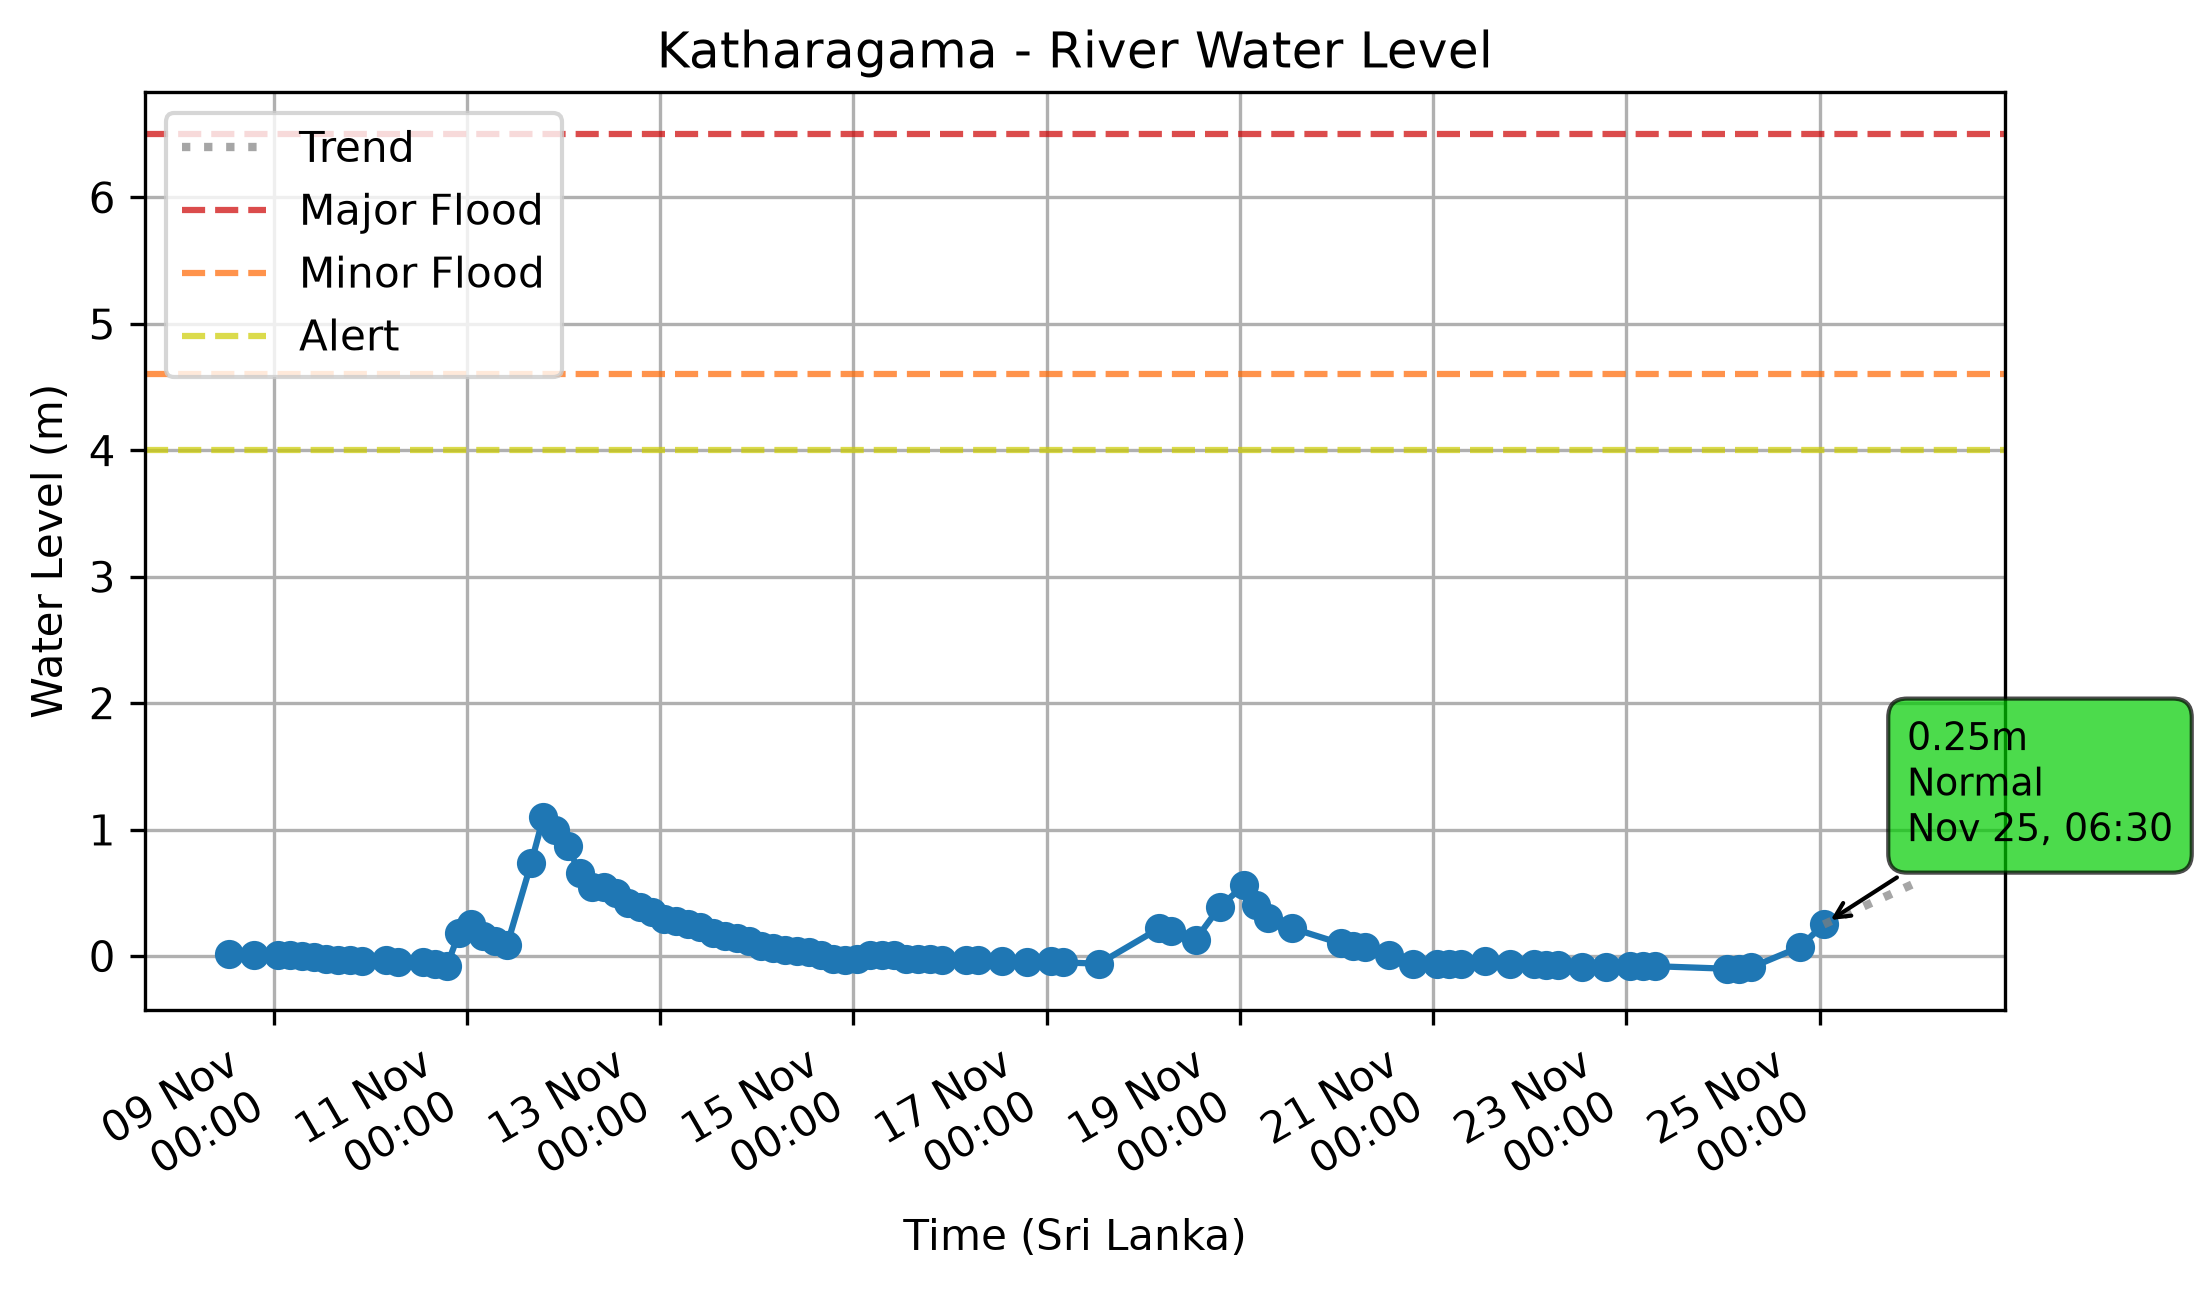 Katharagama - River Water Level
Trend
Major Flood
Minor Flood
Alert
Water Level (m)
6
5
4
3
2
1
0
0.25m
Normal
Nov 25, 06:30
09 Nov
00:00
11 Nov
00:00
13 Nov
00:00
15 Nov
00:00
17 Nov
00:00
19 Nov
00:00
21 Nov
00:00
23 Nov
00:00
25 Nov
00:00
Time (Sri Lanka)